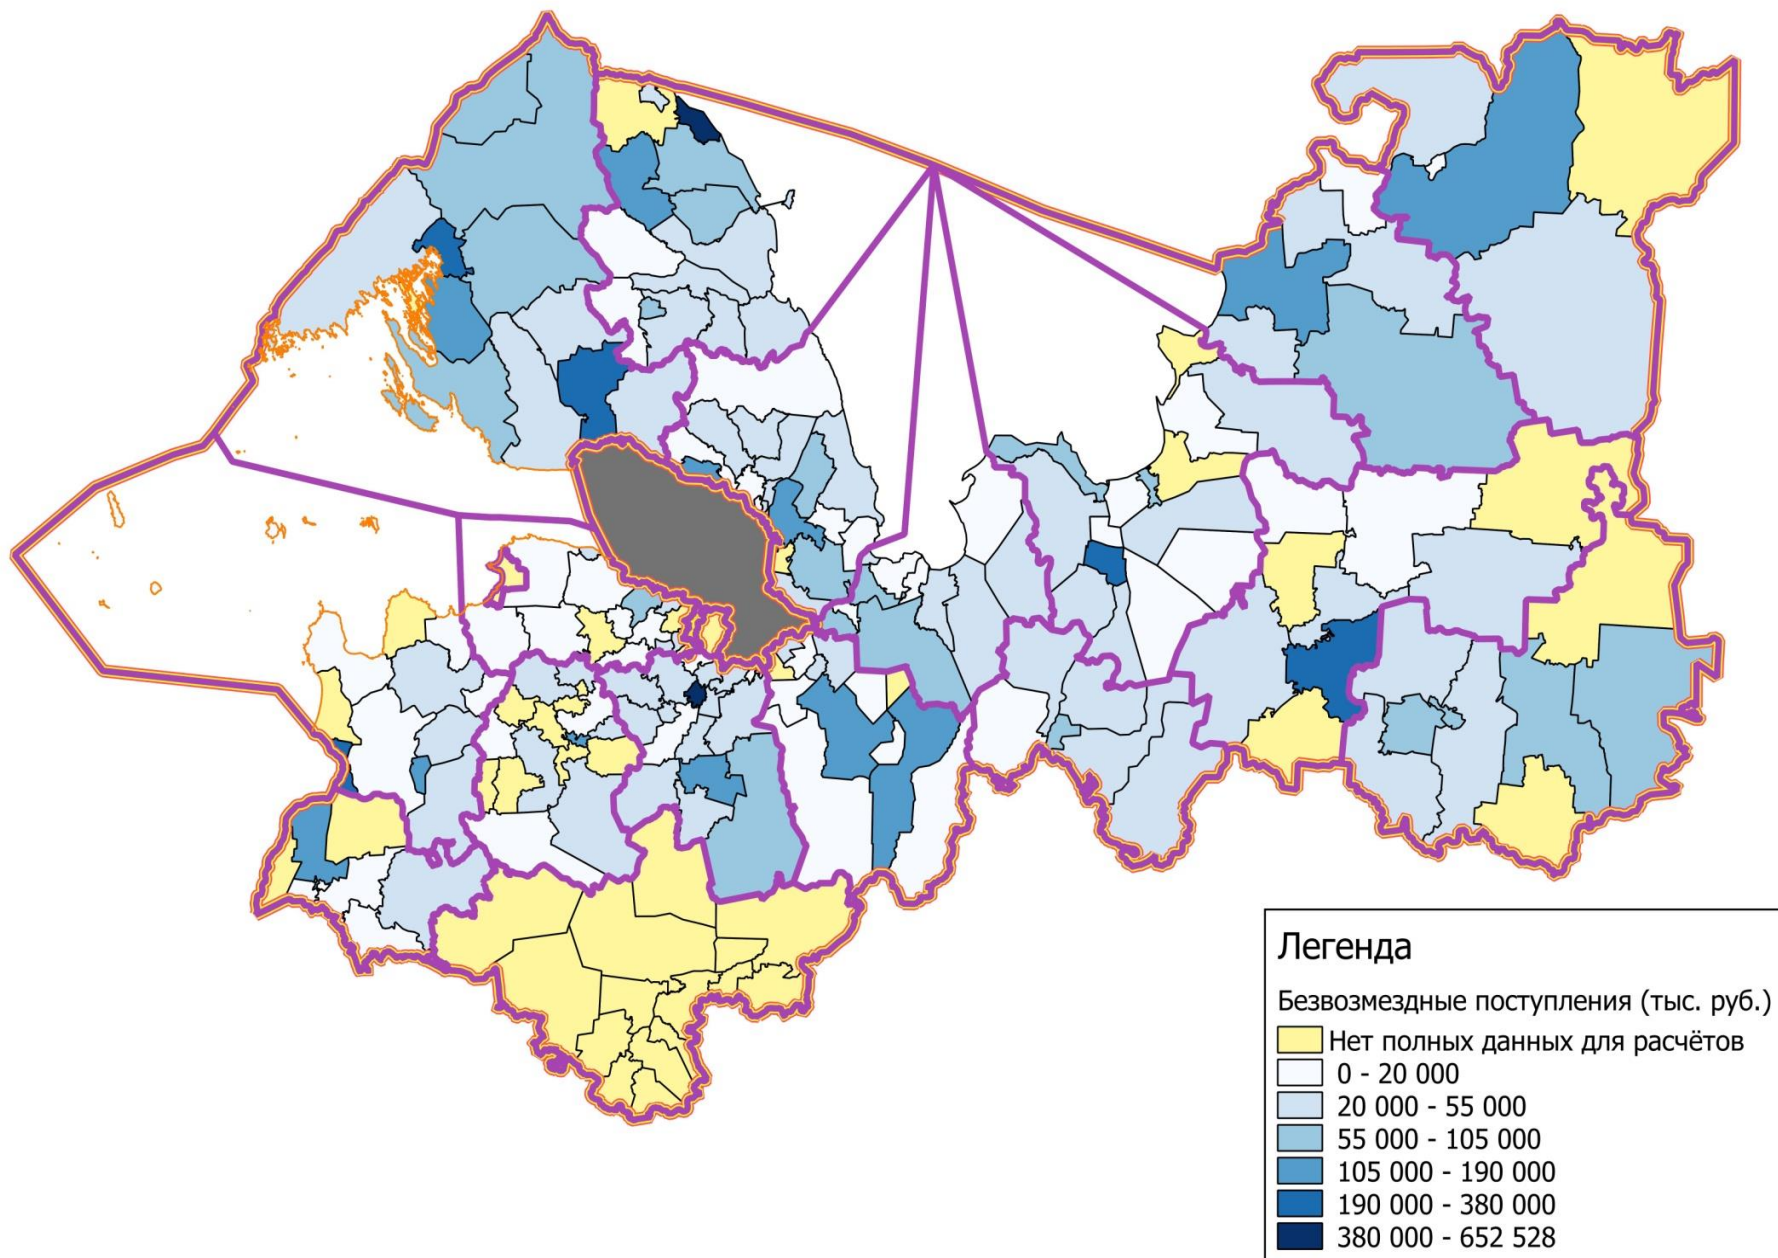 Легенда
Безвозмездные поступления (тыс. руб.)
Нет полных данных для расчётов
0 - 20 000
20 000 - 55 000
55 000 - 105 000
105 000 - 190 000
190 000 - 380 000
380 000 - 652 528